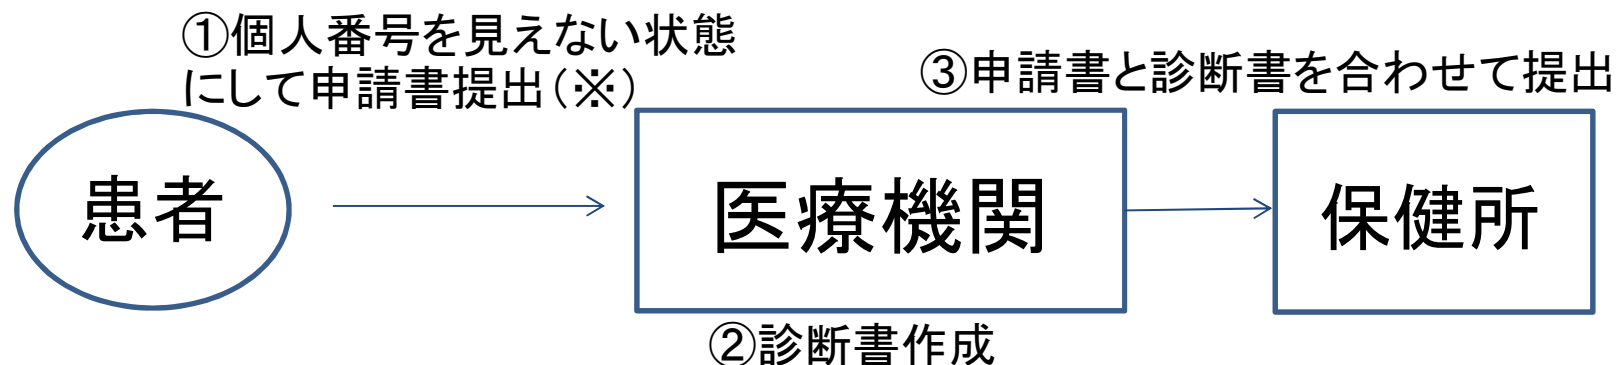 ①個人番号を見えない状態
にして申請書提出(※)
③申請書と診断書を合わせて提出
患者
医療機関
保健所
②診断書作成